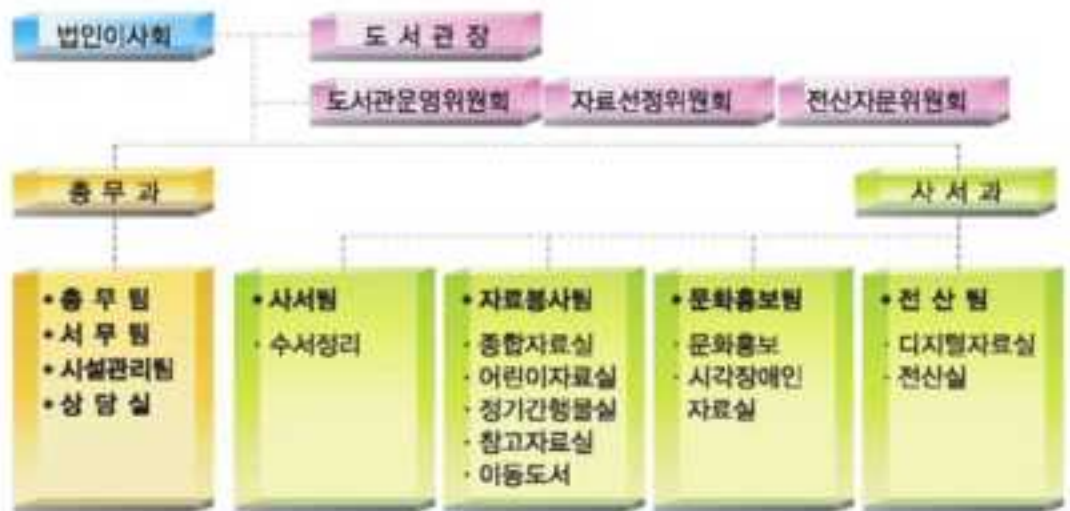 법인이사회
도 서 관 장
도서관운영위원회
자료선정위원회
전산자문위원회
총 무 과
사 서 과
• 총 무 팀
• 서 무 팀
• 시설관리팀
• 상 담 실
• 사서팀
· 수서정리
• 자료봉사팀
· 종합자료실
· 어린이자료실
· 정기간행물실
· 참고자료실
· 이동도서
• 문화홍보팀
· 문화홍보
· 시각장애인
자료실
• 전 산 팀
· 디지털자료실
· 전산실